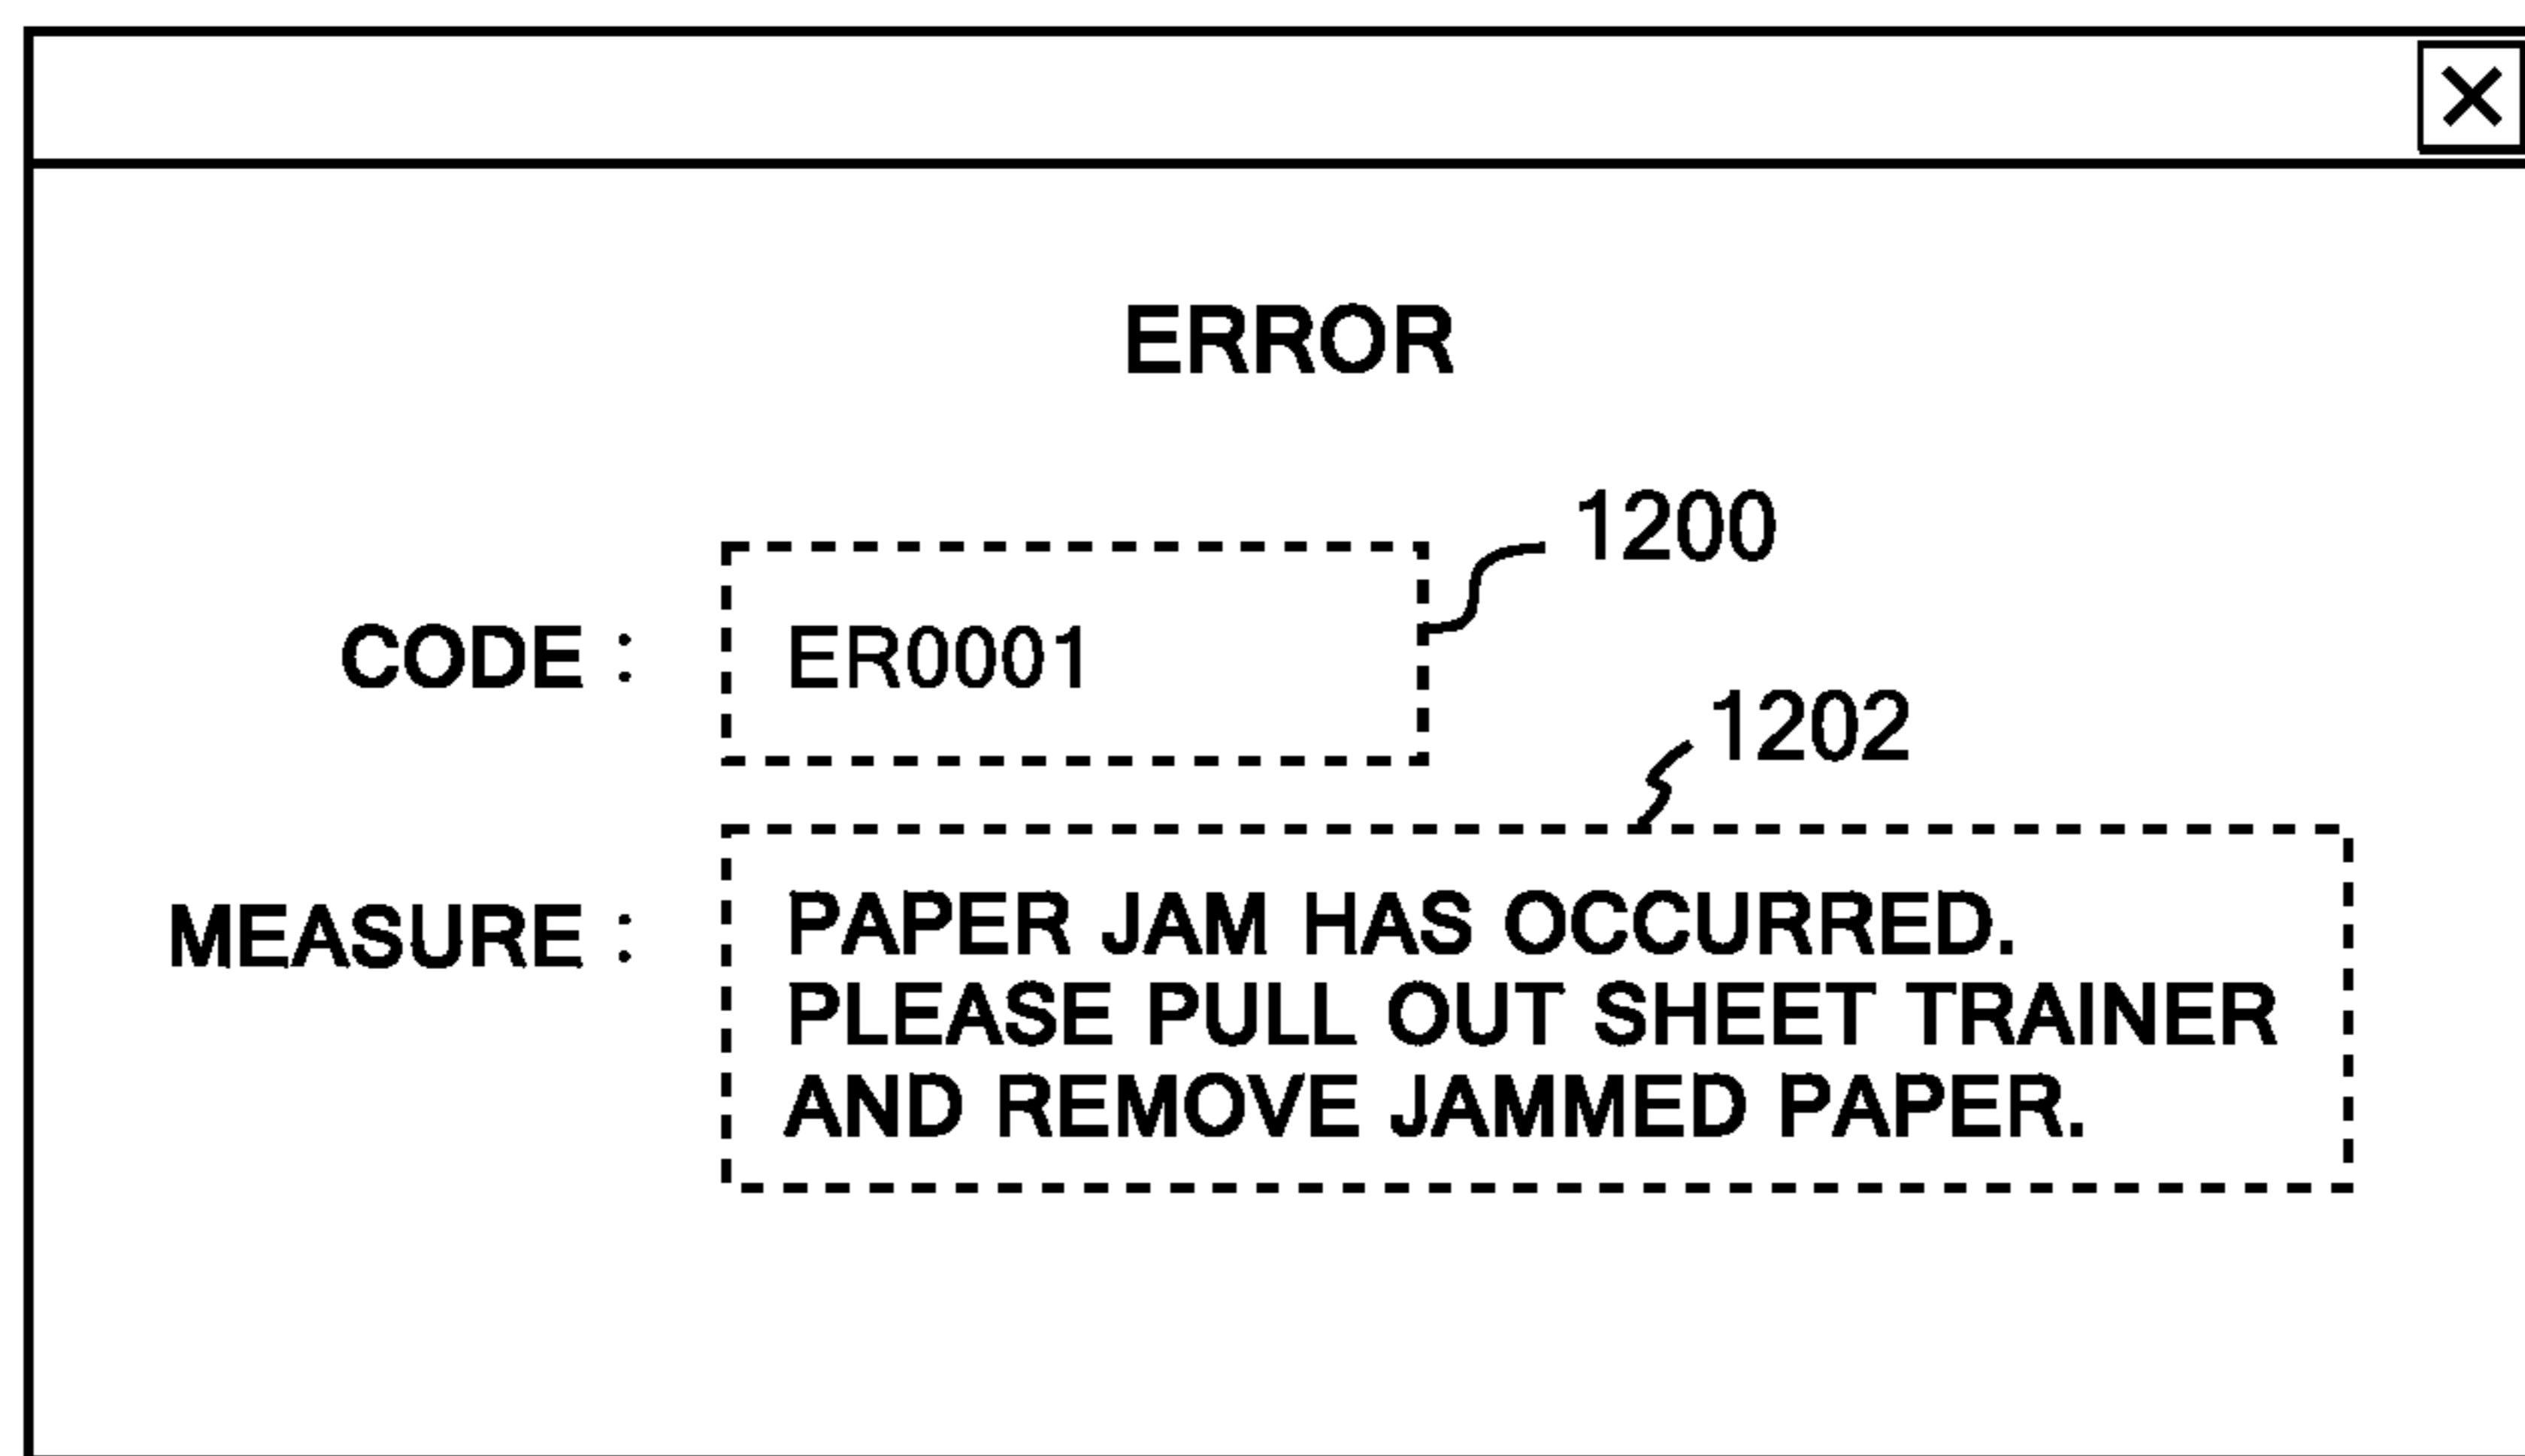 ERROR
1200
CODE : ER0001
1202
MEASURE : PAPER JAM HAS OCCURRED.
PLEASE PULL OUT SHEET TRAINER
AND REMOVE JAMMED PAPER.